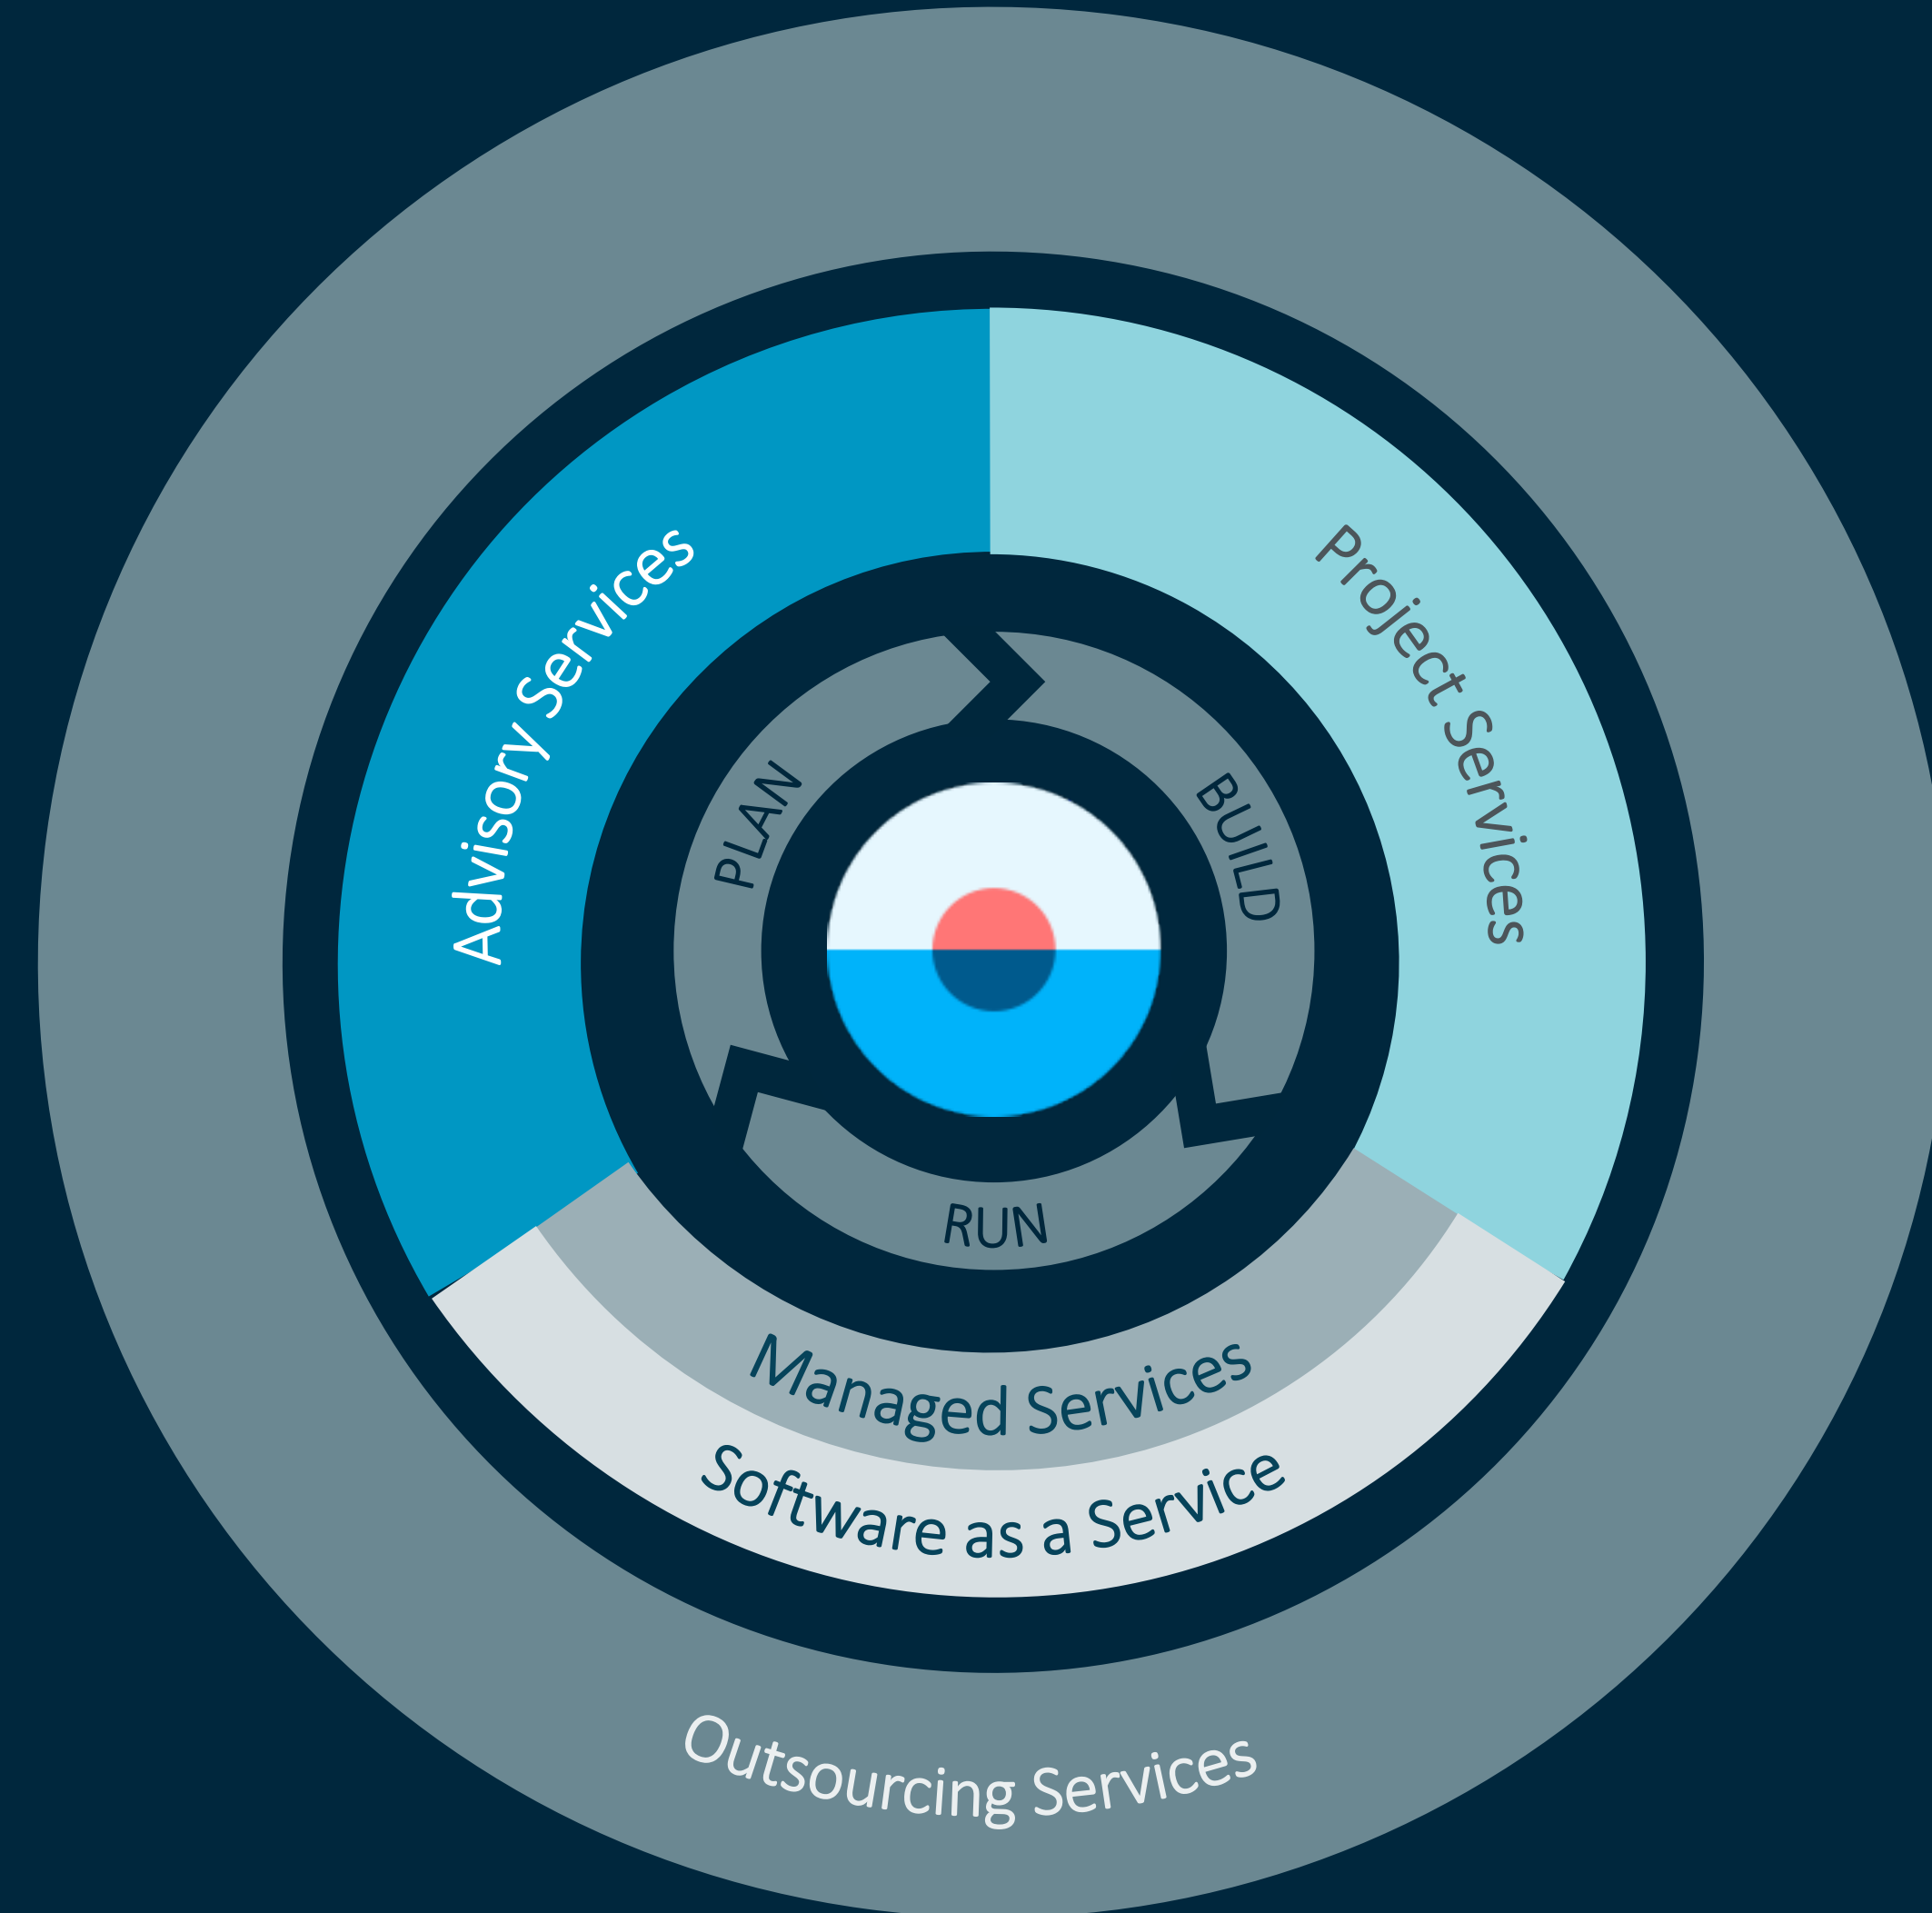 Advisory Services
Project Services
PLAN
BUILD
RUN
Managed Services
Software as a Service
Outsourcing Services